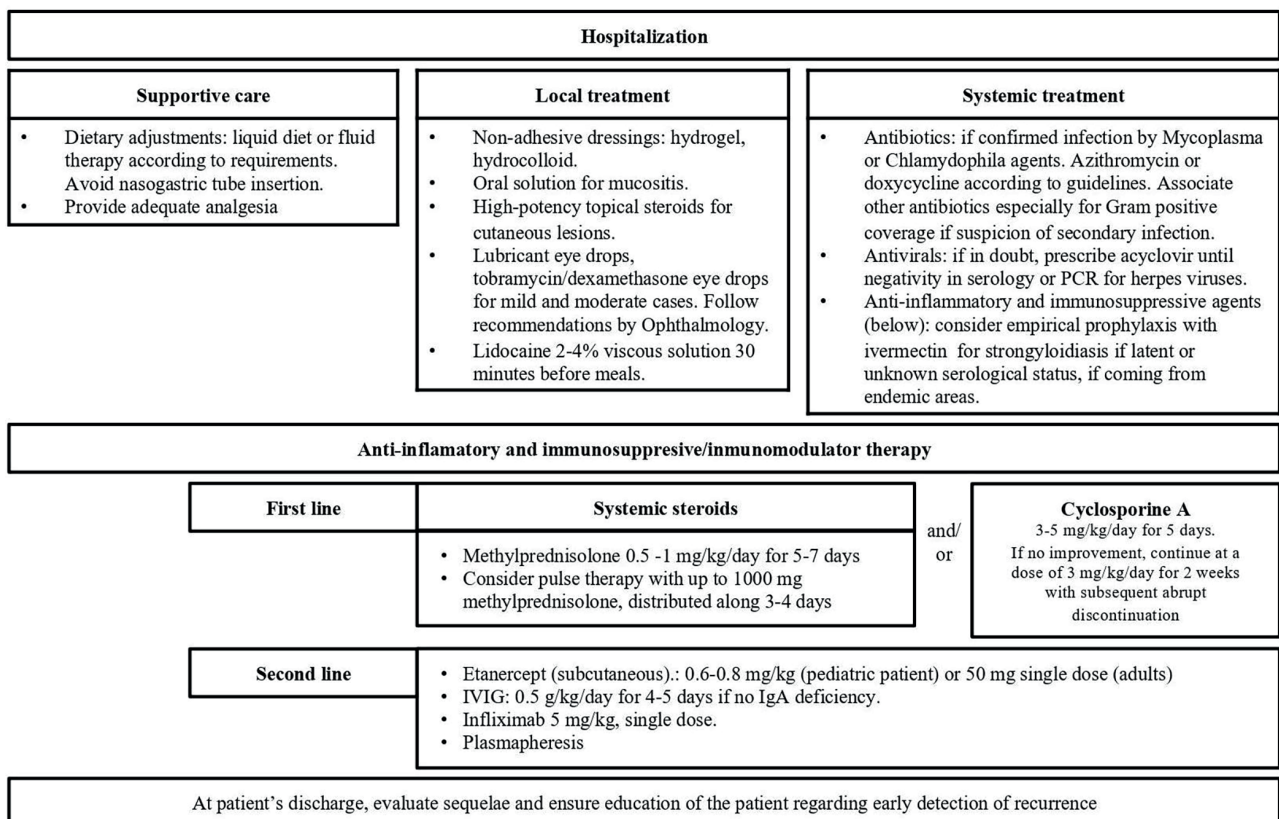 Hospitalization
Supportive care
• Dietary adjustments: liquid diet or fluid
therapy according to requirements.
Avoid nasogastric tube insertion.
• Provide adequate analgesia
Local treatment
• Non-adhesive dressings: hydrogel,
hydrocolloid.
• Oral solution for mucositis.
• High-potency topical steroids for
cutaneous lesions.
• Lubricant eye drops,
tobramycin/dexamethasone eye drops
for mild and moderate cases. Follow
recommendations by Ophthalmology.
• Lidocaine 2-4% viscous solution 30
minutes before meals.
Systemic treatment
• Antibiotics: if confirmed infection by Mycoplasma
or Chlamydophila agents. Azithromycin or
doxycycline according to guidelines. Associate
other antibiotics especially for Gram positive
coverage if suspicion of secondary infection.
• Antivirals: if in doubt, prescribe acyclovir until
negativity in serology or PCR for herpes viruses.
• Anti-inflammatory and immunosuppressive agents
(below): consider empirical prophylaxis with
ivermectin for strongyloidiasis if latent or
unknown serological status, if coming from
endemic areas.
Anti-inflamatory and immunosuppresive/inmunomodulator therapy
First line
Systemic steroids
• Methylprednisolone 0.5 -1 mg/kg/day for 5-7 days
• Consider pulse therapy with up to 1000 mg
methylprednisolone, distributed along 3-4 days
and/
or
Cyclosporine A
3-5 mg/kg/day for 5 days.
If no improvement, continue at a
dose of 3 mg/kg/day for 2 weeks
with subsequent abrupt
discontinuation
Second line
• Etanercept (subcutaneous).: 0.6-0.8 mg/kg (pediatric patient) or 50 mg single dose (adults)
• IVIG: 0.5 g/kg/day for 4-5 days if no IgA deficiency.
• Infliximab 5 mg/kg, single dose.
• Plasmapheresis
At patient’s discharge, evaluate sequelae and ensure education of the patient regarding early detection of recurrence